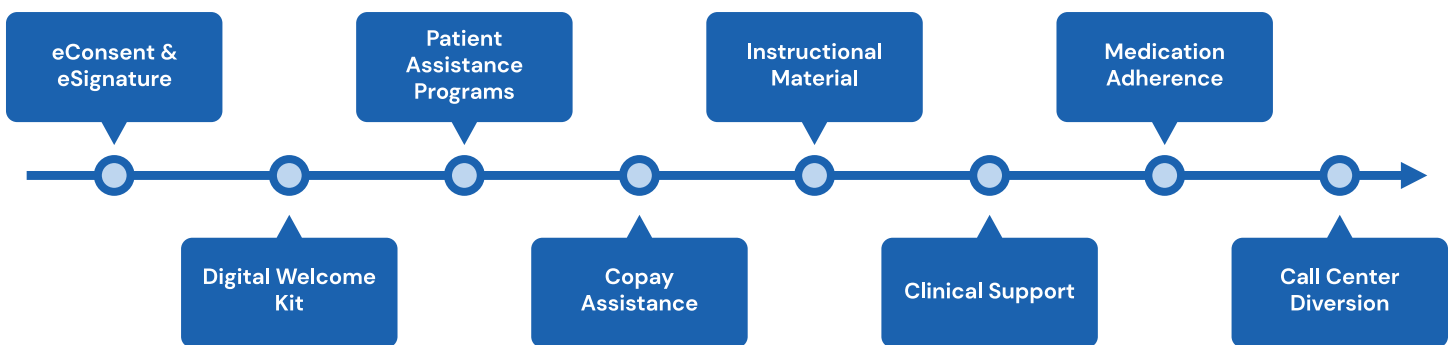 eConsent &
eSignature
Digital Welcome
Kit
Patient
Assistance
Programs
Copay
Assistance
Instructional
Material
Clinical Support
Medication
Adherence
Call Center
Diversion